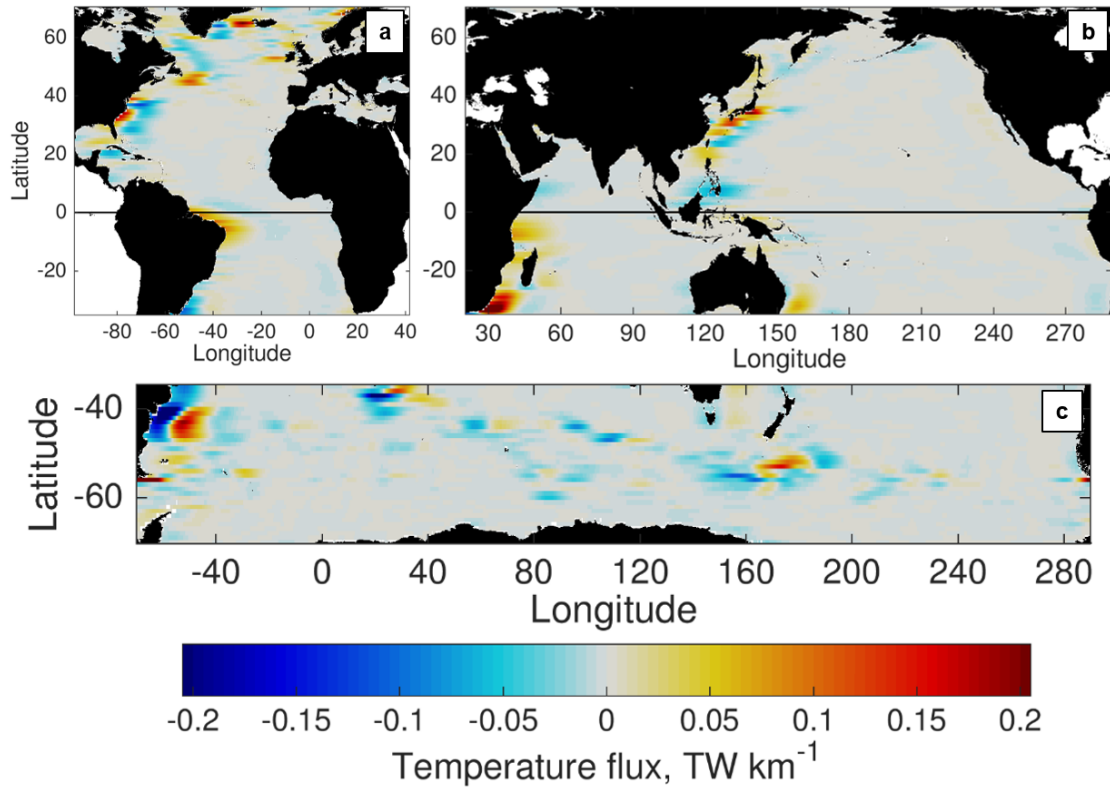 a
b
60
40
20
0
-20
Latitude
-80 -60 -40 -20 0 20 40
Longitude
60
40
20
0
-20
30 60 90 120 150 180 210 240 270
Longitude
c
-40
-60
Latitude
-40 0 40 80 120 160 200 240 280
Longitude
-0.2 -0.15 -0.1 -0.05 0 0.05 0.1 0.15 0.2
Temperature flux, TW km-1